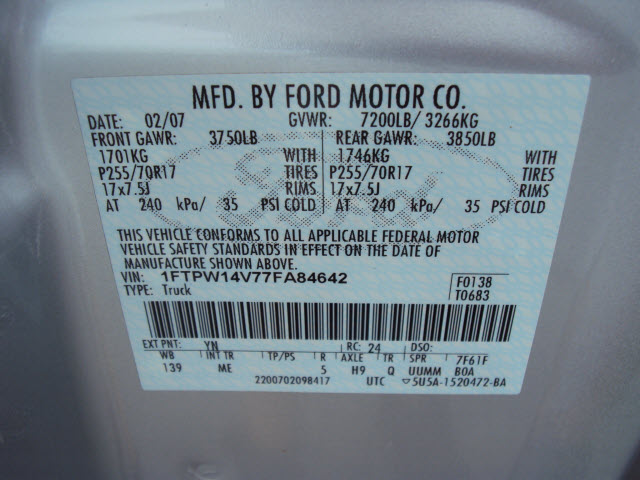 MFD. BY FORD MOTOR CO.
DATE: 02/07 GVWR: 7200LB/ 3266KG
FRONT GAWR: 3750LB REAR GAWR: 3850LB
1701KG WITH 1746KG WITH
P255/70R17 TIRES P255/70R17 TIRES
17x7.5J RIMS 17x7.5J RIMS
AT 240 kPa/ 35 PSI COLD AT 240 kPa/ 35 PSI COLD
Ford
THIS VEHICLE CONFORMS TO ALL APPLICABLE FEDERAL MOTOR
VEHICLE SAFETY STANDARDS IN EFFECT ON THE DATE OF
MANUFACTURE SHOWN ABOVE.
VIN: 1FTPW14V77FA84642 F0138
TYPE: Truck T0683
EXT PNT: YN RC: 24 DSO:
WB INT TR TP/PS R AXLE TR SPR 7F61F
139 ME 5 H9 Q UUMM BOA
2200702098417 UTC 5U5A-1520472-BA